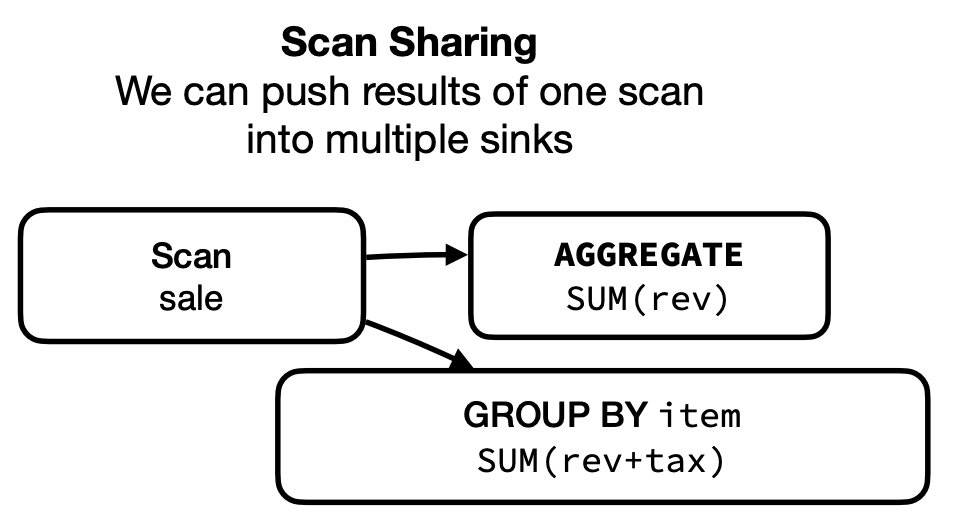 Scan Sharing
We can push results of one scan
into multiple sinks
Scan
sale
AGGREGATE
SUM(rev)
GROUP BY item
SUM(rev+tax)